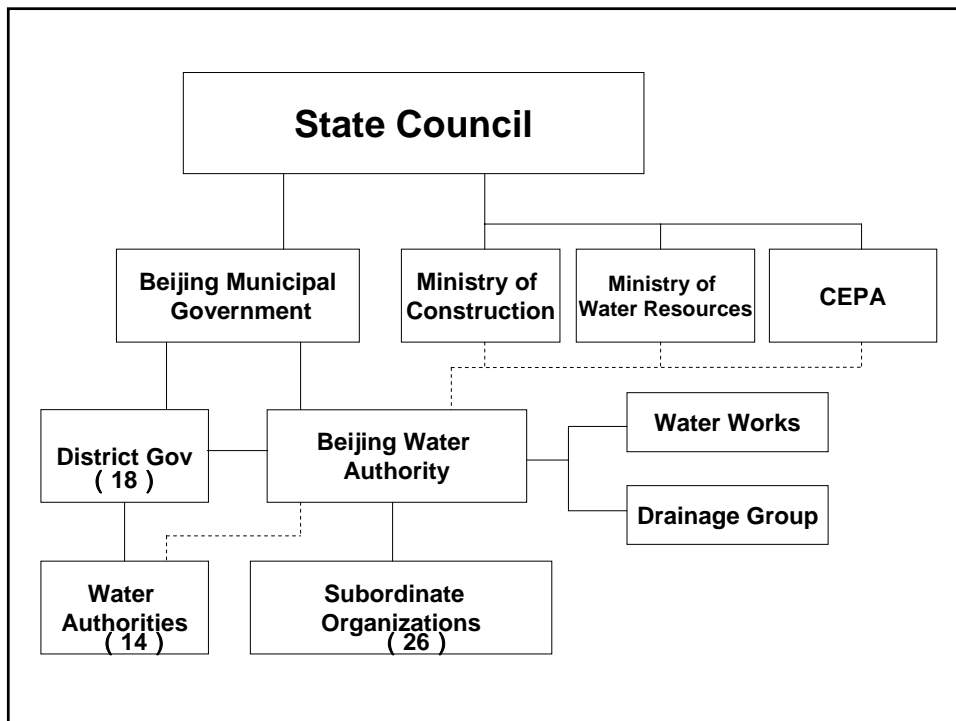 State Council
Beijing Municipal
Government
Ministry of
Construction
Ministry of
Water Resources
CEPA
District Gov
( 18 )
Beijing Water
Authority
Water Works
Drainage Group
Water
Authorities
( 14 )
Subordinate
Organizations
( 26 )